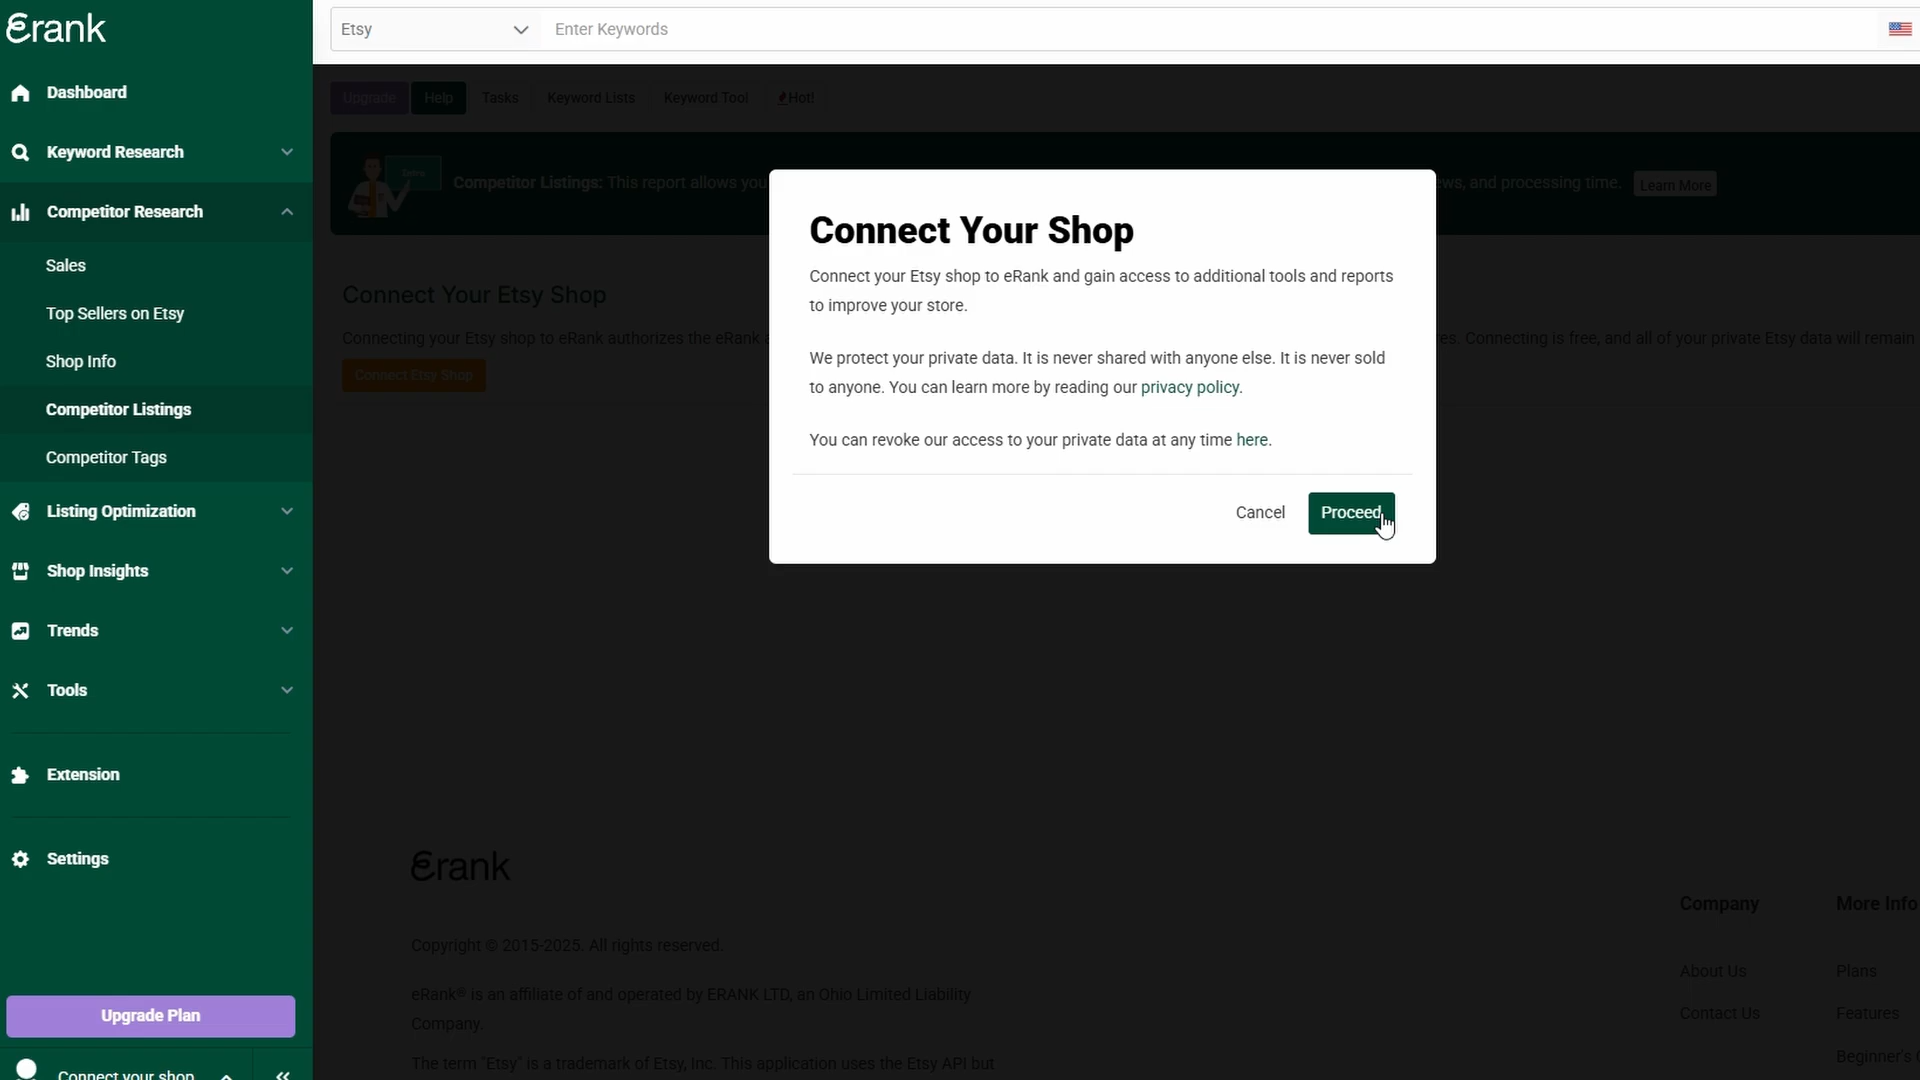 erank
Dashboard
Keyword Research
Competitor Research
Sales
Top Sellers on Etsy
Shop Info
Competitor Listings
Competitor Tags
Listing Optimization
Shop Insights
Trends
Tools
Extension
Settings
Upgrade Plan
Connect your shop
Etsy
Enter Keywords
Upgrade
Help
Tasks
Keyword Lists
Keyword Tool
Hot!
Competitor Listings: This report allows you
ews, and processing time.
Learn More
Connect Your Etsy Shop
Connecting your Etsy shop to eRank authorizes the eRank a
es. Connecting is free, and all of your private Etsy data will remain
Connect Etsy Shop
Connect Your Shop
Connect your Etsy shop to eRank and gain access to additional tools and reports
to improve your store.
We protect your private data. It is never shared with anyone else. It is never sold
to anyone. You can learn more by reading our privacy policy.
You can revoke our access to your private data at any time here.
Cancel
Proceed
erank
Copyright © 2015-2025. All rights reserved.
eRank® is an affiliate of and operated by ERANK LTD, an Ohio Limited Liability
Company.
The term "Etsy" is a trademark of Etsy, Inc. This application uses the Etsy API but
Company
About Us
Contact Us
More Info
Plans
Features
Beginner's